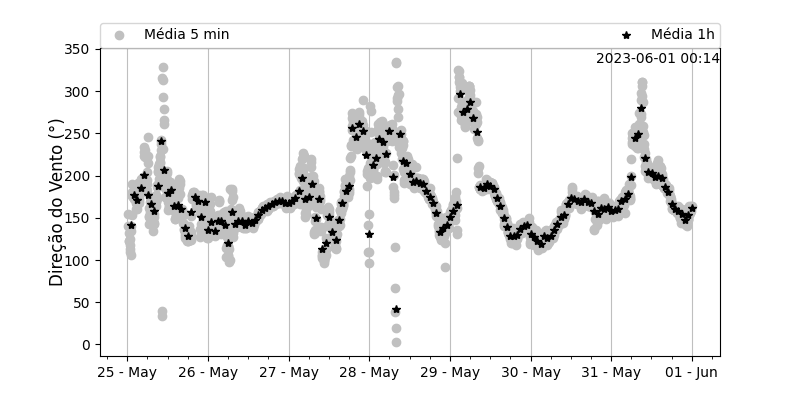 Média 5 min
Média 1h
2023-06-01 00:14
Direção do Vento (°)
350
300
250
200
150
100
50
0
25 - May
26 - May
27 - May
28 - May
29 - May
30 - May
31 - May
01 - Jun